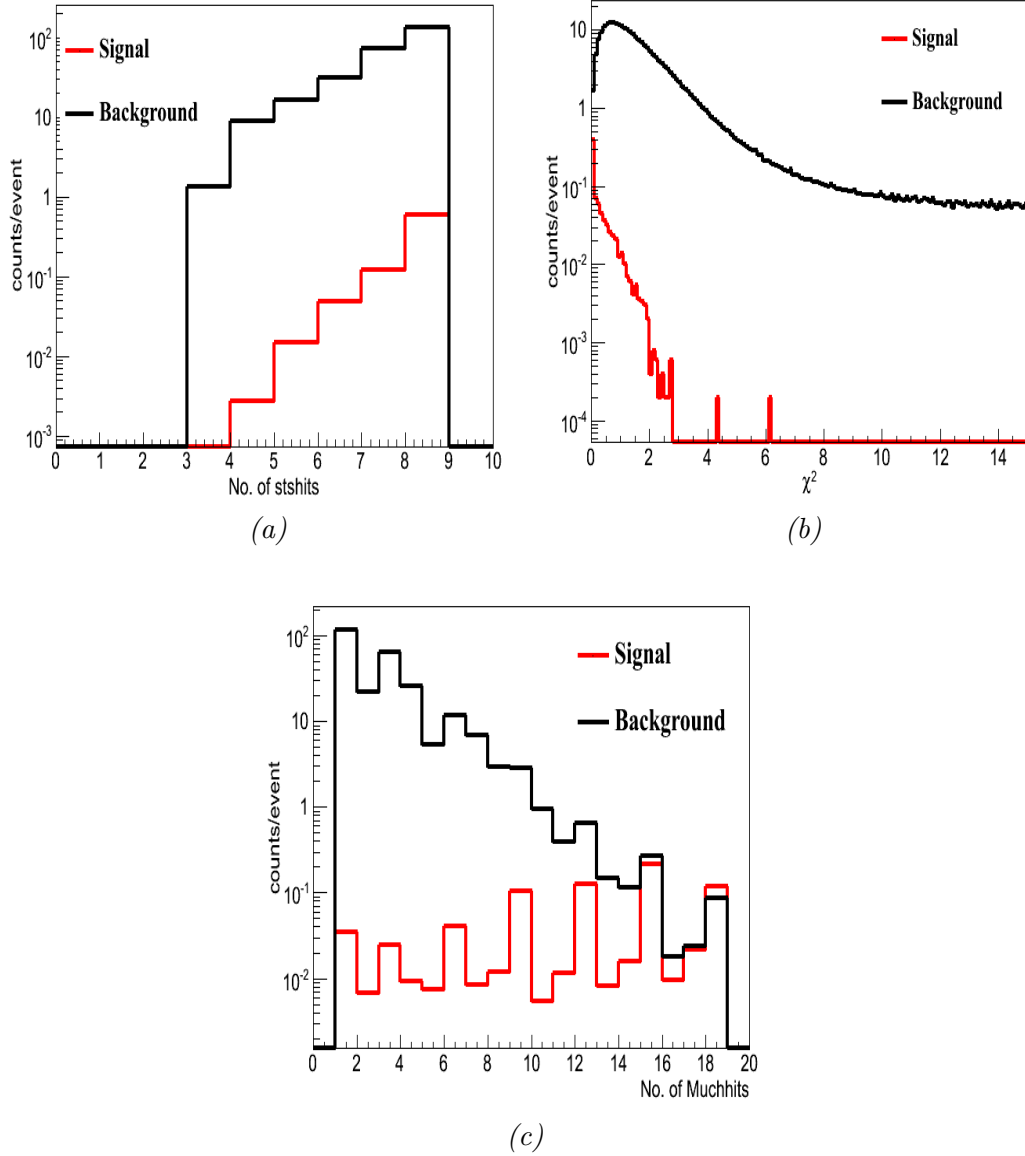 10²
10
1
10⁻¹
10⁻²
10⁻³
counts/event
Signal
Background
0 1 2 3 4 5 6 7 8 9 10
No. of stshits
(a)
10
1
10⁻¹
10⁻²
10⁻³
10⁻⁴
counts/event
Signal
Background
0 2 4 6 8 10 12 14
χ²
(b)
10²
10
1
10⁻¹
10⁻²
counts/event
Signal
Background
0 2 4 6 8 10 12 14 16 18 20
No. of Muchhits
(c)